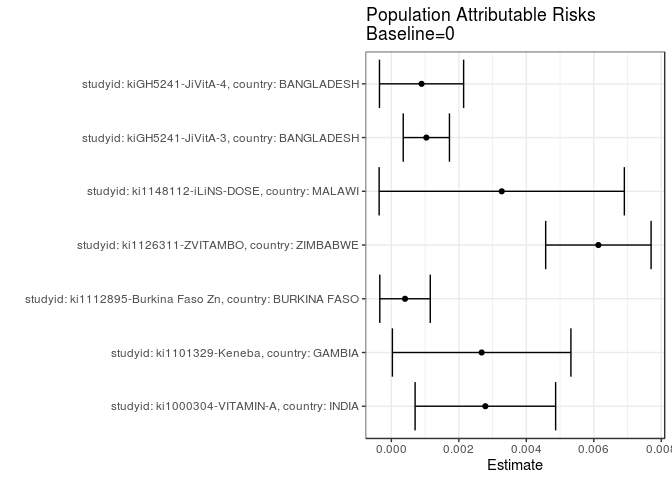 Population Attributable Risks
Baseline=0
studyid: kiGH5241-JiVitA-4, country: BANGLADESH
studyid: kiGH5241-JiVitA-3, country: BANGLADESH
studyid: ki1148112-iLiNS-DOSE, country: MALAWI
studyid: ki1126311-ZVITAMBO, country: ZIMBABWE
studyid: ki1112895-Burkina Faso Zn, country: BURKINA FASO
studyid: ki1101329-Keneba, country: GAMBIA
studyid: ki1000304-VITAMIN-A, country: INDIA
0.000 0.002 0.004 0.006
Estimate